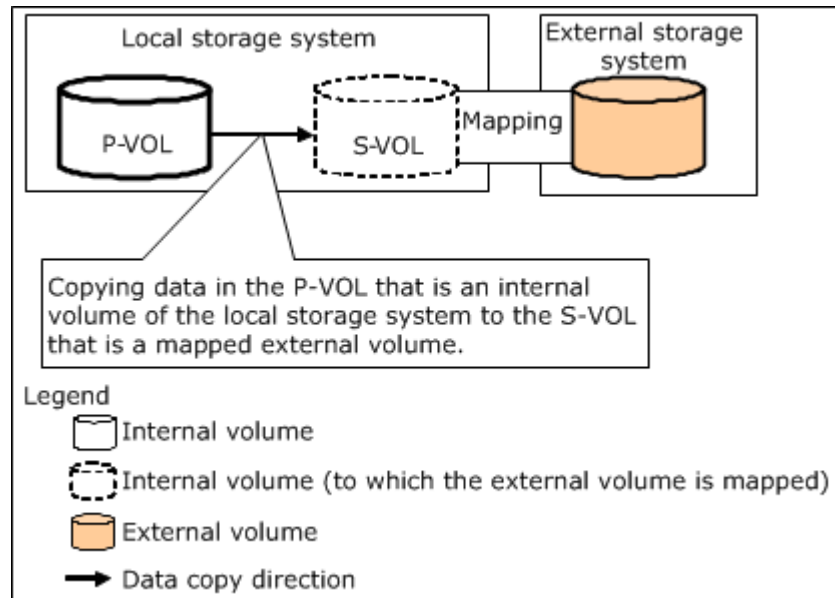 Local storage system
External storage
system
P-VOL
S-VOL
Mapping
Copying data in the P-VOL that is an internal
volume of the local storage system to the S-VOL
that is a mapped external volume.
Legend
Internal volume
Internal volume (to which the external volume is mapped)
External volume
Data copy direction